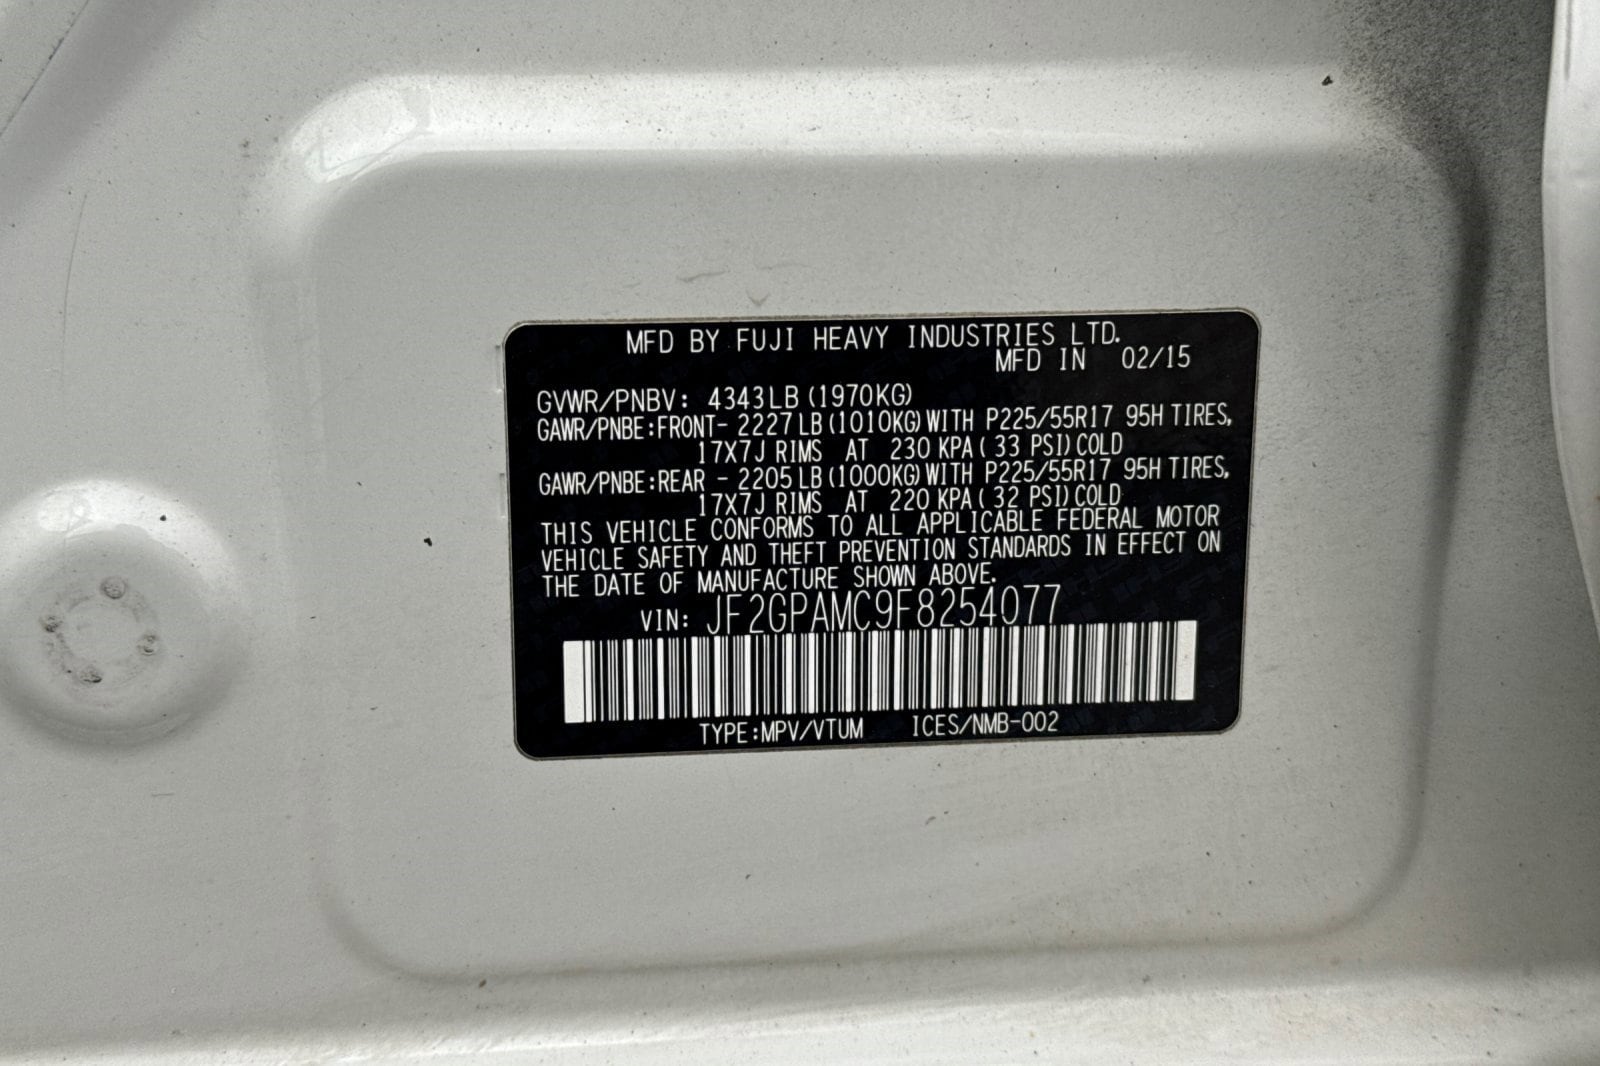 MFD BY FUJI HEAVY INDUSTRIES LTD.
MFD IN 02/15
GVWR/PNBV: 4343LB (1970KG)
GAWR/PNBE:FRONT- 2227LB (1010KG) WITH P225/55R17 95H TIRES,
17X7J RIMS AT 230 KPA ( 33 PSI) COLD
GAWR/PNBE:REAR - 2205LB (1000KG) WITH P225/55R17 95H TIRES,
17X7J RIMS AT 220 KPA ( 32 PSI) COLD
THIS VEHICLE CONFORMS TO ALL APPLICABLE FEDERAL MOTOR
VEHICLE SAFETY AND THEFT PREVENTION STANDARDS IN EFFECT ON
THE DATE OF MANUFACTURE SHOWN ABOVE.
VIN: JF2GPAMC9F8254077
TYPE:MPV/VTUM ICES/NMB-002